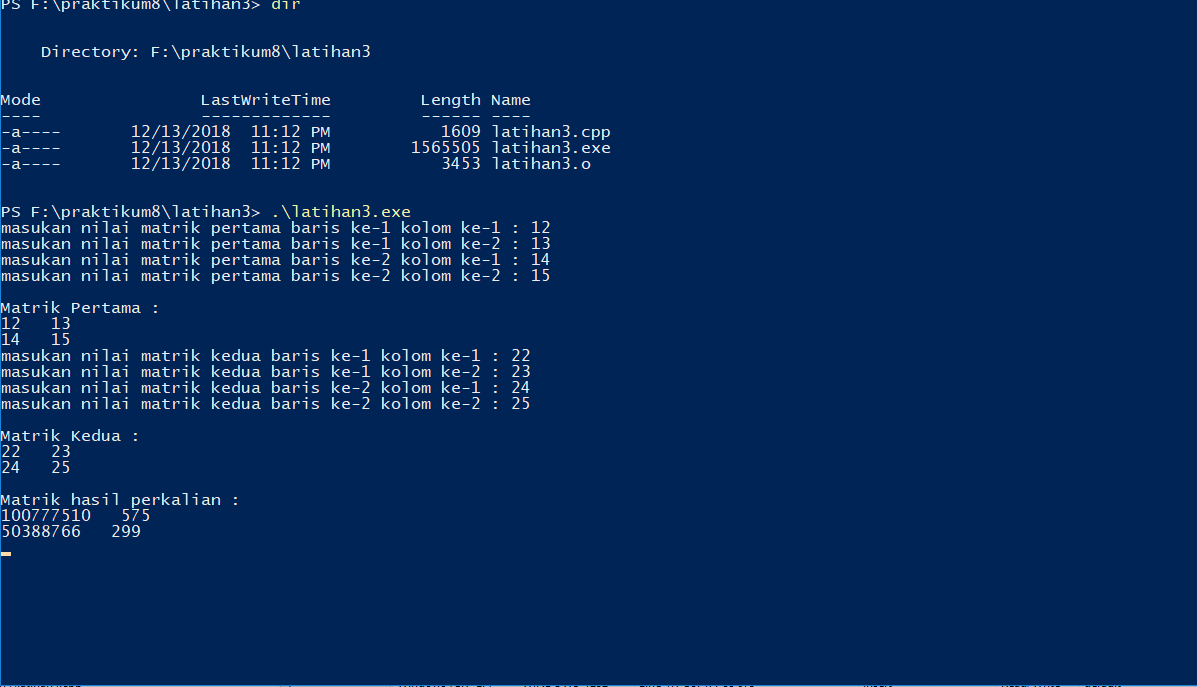 PS F:\praktikum8\latihan3> dir
Directory: F:\praktikum8\latihan3
Mode                LastWriteTime         Length Name
----                -------------         ------ ----
-a----       12/13/2018  11:12 PM           1609 latihan3.cpp
-a----       12/13/2018  11:12 PM        1565505 latihan3.exe
-a----       12/13/2018  11:12 PM           3453 latihan3.o
PS F:\praktikum8\latihan3> .\latihan3.exe
masukan nilai matrik pertama baris ke-1 kolom ke-1 : 12
masukan nilai matrik pertama baris ke-1 kolom ke-2 : 13
masukan nilai matrik pertama baris ke-2 kolom ke-1 : 14
masukan nilai matrik pertama baris ke-2 kolom ke-2 : 15
Matrik Pertama :
12   13
14   15
masukan nilai matrik kedua baris ke-1 kolom ke-1 : 22
masukan nilai matrik kedua baris ke-1 kolom ke-2 : 23
masukan nilai matrik kedua baris ke-2 kolom ke-1 : 24
masukan nilai matrik kedua baris ke-2 kolom ke-2 : 25
Matrik Kedua :
22   23
24   25
Matrik hasil perkalian :
100777510   575
50388766   299